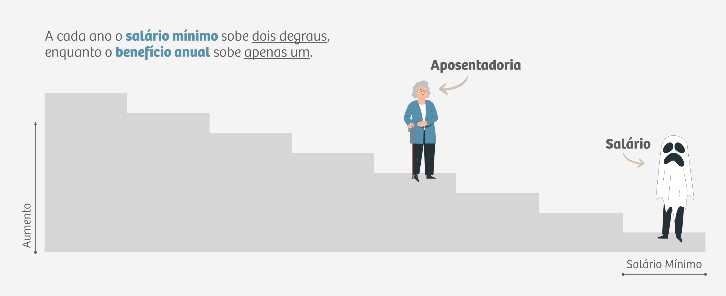 A cada ano o salário mínimo sobe dois degraus,
enquanto o benefício anual sobe apenas um.
Aposentadoria
Salário
Aumento
Salário Mínimo